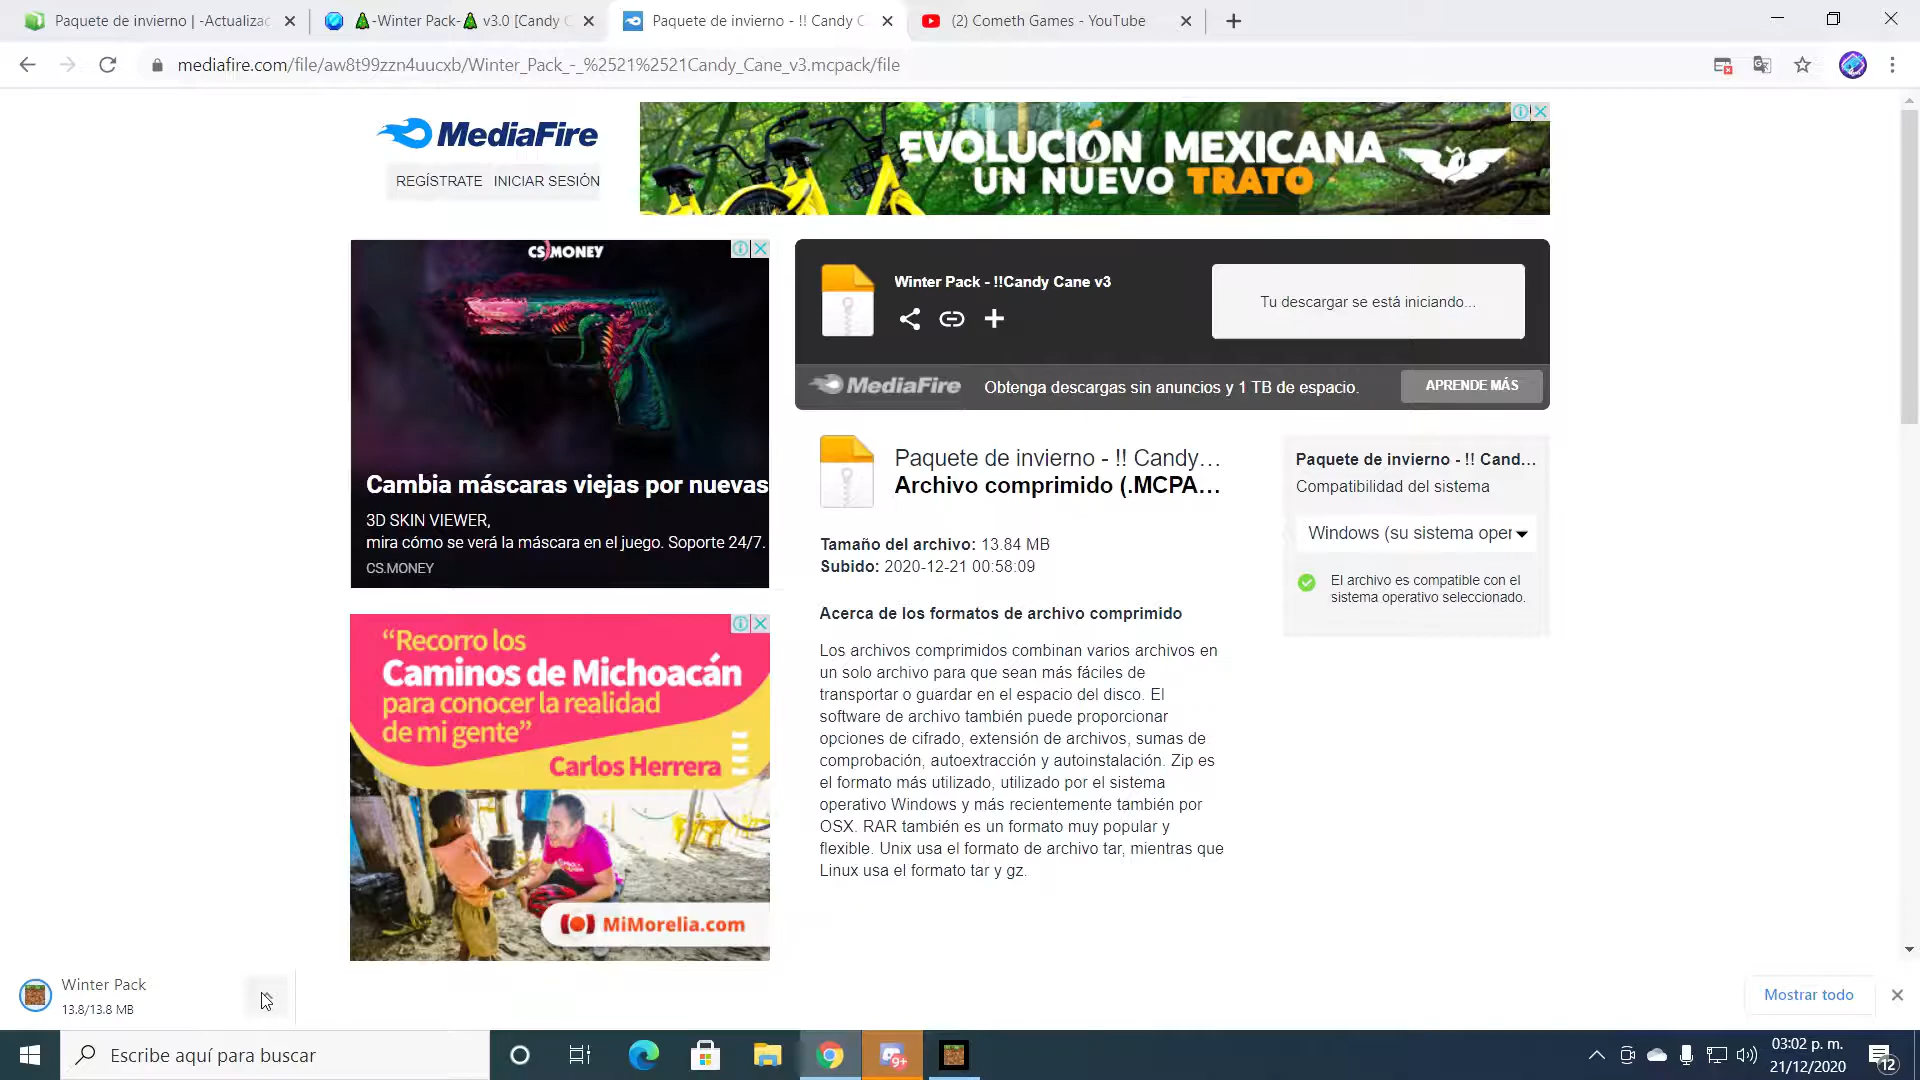 Paquete de invierno | -Actualizac
-Winter Pack- v3.0 [Candy C
Paquete de invierno - !! Candy C
(2) Cometh Games - YouTube
mediafire.com/file/aw8t99zzn4uucxb/Winter_Pack_-_%2521%2521Candy_Cane_v3.mcpack/file
MediaFire
REGÍSTRATE INICIAR SESIÓN
EVOLUCIÓN MEXICANA
UN NUEVO TRATO
CS MONEY
Cambia máscaras viejas por nuevas
3D SKIN VIEWER,
mira cómo se verá la máscara en el juego. Soporte 24/7.
CS.MONEY
Winter Pack - !!Candy Cane v3
Tu descargar se está iniciando...
MediaFire
Obtenga descargas sin anuncios y 1 TB de espacio.
APRENDE MÁS
Paquete de invierno - !! Candy...
Archivo comprimido (.MCPA...
Tamaño del archivo: 13.84 MB
Subido: 2020-12-21 00:58:09
Acerca de los formatos de archivo comprimido
Los archivos comprimidos combinan varios archivos en
un solo archivo para que sean más fáciles de
transportar o guardar en el espacio del disco. El
software de archivo también puede proporcionar
opciones de cifrado, extensión de archivos, sumas de
comprobación, autoextracción y autoinstalación. Zip es
el formato más utilizado, utilizado por el sistema
operativo Windows y más recientemente también por
OSX. RAR también es un formato muy popular y
flexible. Unix usa el formato de archivo tar, mientras que
Linux usa el formato tar y gz.
Paquete de invierno - !! Cand...
Compatibilidad del sistema
Windows (su sistema oper
El archivo es compatible con el
sistema operativo seleccionado.
“Recorro los
Caminos de Michoacán
para conocer la realidad
de mi gente”
Carlos Herrera
MiMorelia.com
Winter Pack
13.8/13.8 MB
Mostrar todo
Escribe aquí para buscar
9+
03:02 p. m.
21/12/2020
12